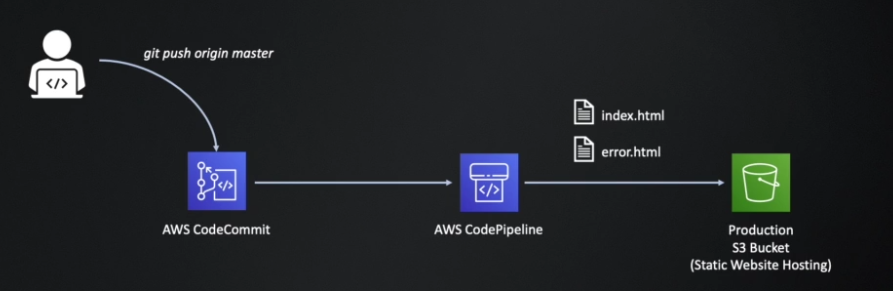 git push origin master
index.html
error.html
AWS CodeCommit
AWS CodePipeline
Production
S3 Bucket
(Static Website Hosting)